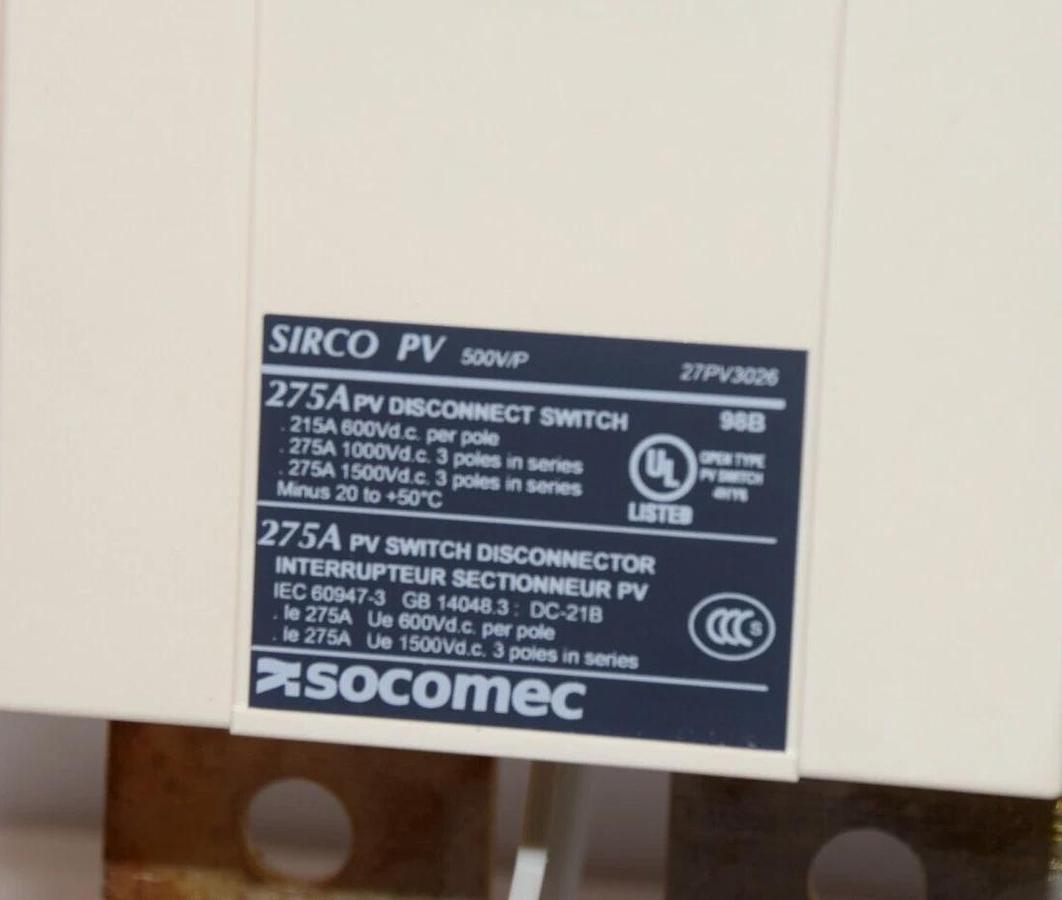 SIRCO PV 500V/P 27PV3026
275A PV DISCONNECT SWITCH 98B
. 215A 600Vd.c. per pole
. 275A 1000Vd.c. 3 poles in series
. 275A 1500Vd.c. 3 poles in series
Minus 20 to +50°C
UL
LISTED
OPEN TYPE
PV SWITCH
4HY6
275A PV SWITCH DISCONNECTOR
INTERRUPTEUR SECTIONNEUR PV
IEC 60947-3 GB 14048.3 : DC-21B
. Ie 275A Ue 600Vd.c. per pole
. Ie 275A Ue 1500Vd.c. 3 poles in series
CCC S
socomec